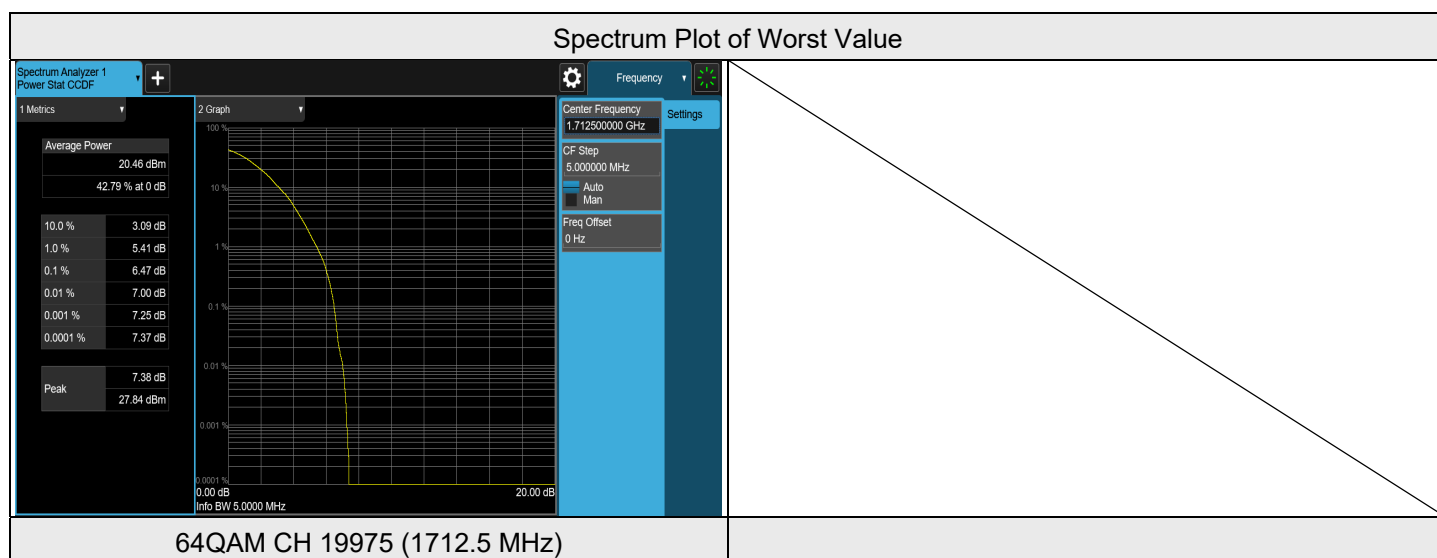 Spectrum Plot of Worst Value
Spectrum Analyzer 1
Power Stat CCDF
+
Frequency
1 Metrics
2 Graph
Center Frequency
1.712500000 GHz
Settings
CF Step
5.000000 MHz
Auto
Man
Freq Offset
0 Hz
Average Power
20.46 dBm
42.79 % at 0 dB
10.0 % 3.09 dB
1.0 % 5.41 dB
0.1 % 6.47 dB
0.01 % 7.00 dB
0.001 % 7.25 dB
0.0001 % 7.37 dB
Peak 7.38 dB
27.84 dBm
100 %
10 %
1 %
0.1 %
0.01 %
0.001 %
0.0001 %
0.00 dB 20.00 dB
Info BW 5.0000 MHz
64QAM CH 19975 (1712.5 MHz)